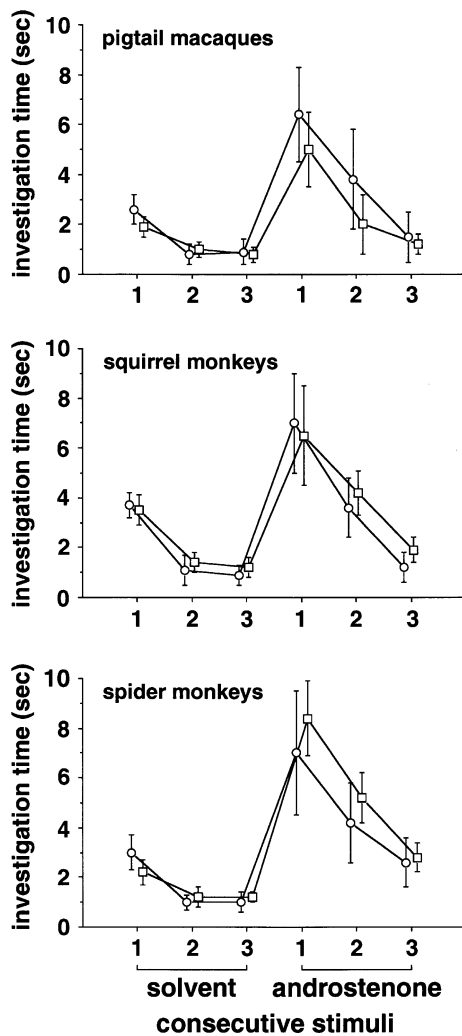 investigation time (sec)
pigtail macaques
10
8
6
4
2
0
1 2 3 1 2 3
investigation time (sec)
squirrel monkeys
10
8
6
4
2
0
1 2 3 1 2 3
investigation time (sec)
spider monkeys
10
8
6
4
2
0
1 2 3 1 2 3
solvent androstenone
consecutive stimuli